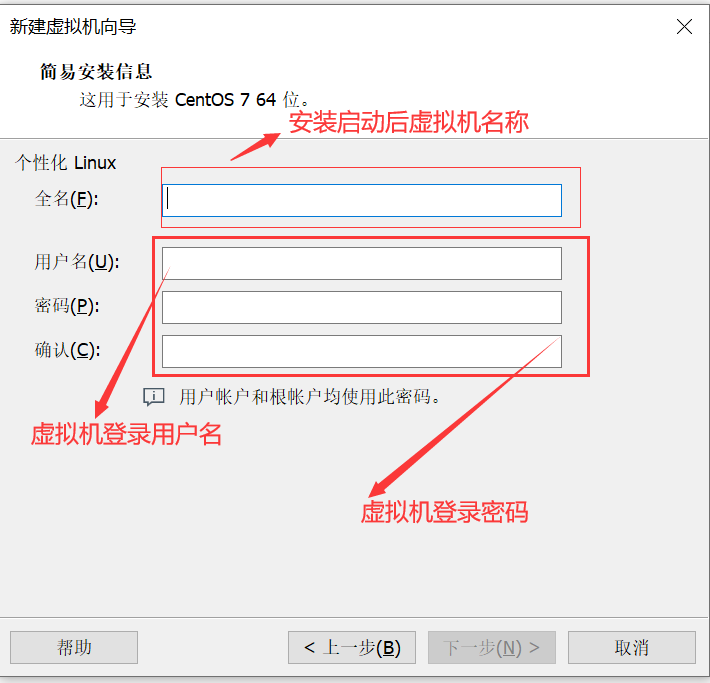 新建虚拟机向导
简易安装信息
这用于安装 CentOS 7 64 位。
安装启动后虚拟机名称
个性化 Linux
全名(F):
用户名(U):
密码(P):
确认(C):
用户帐户和根帐户均使用此密码。
虚拟机登录用户名
虚拟机登录密码
帮助
< 上一步(B)
下一步(N) >
取消